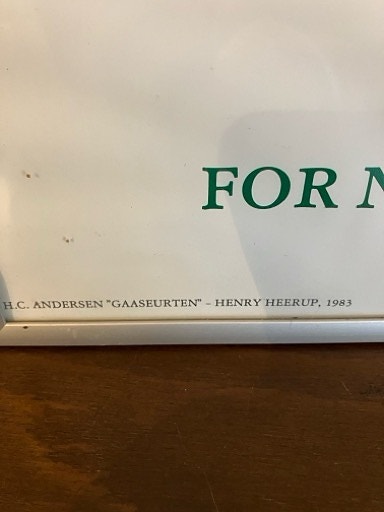 FOR
H.C. ANDERSEN "GAASEURTEN" – HENRY HEERUP, 1983